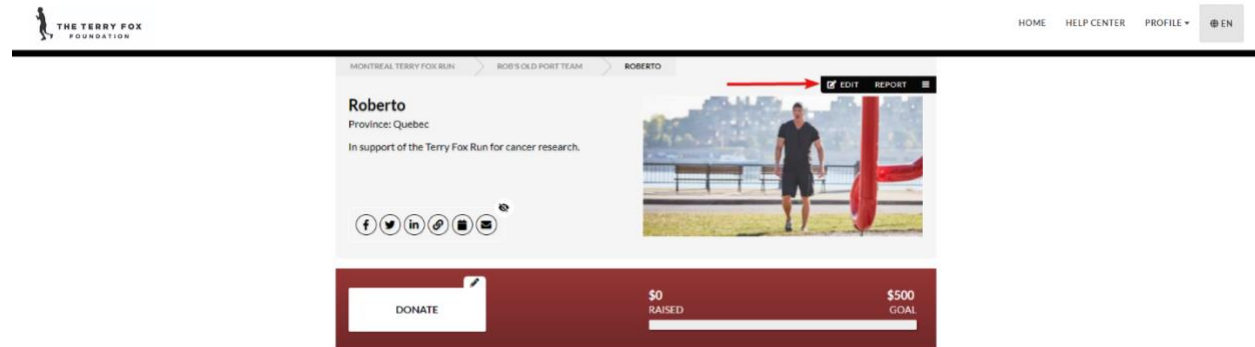 THE TERRY FOX
FOUNDATION
HOME HELP CENTER PROFILE EN
MONTREAL TERRY FOX RUN ROB'S OLD PORT TEAM ROBERTO
EDIT REPORT
Roberto
Province: Quebec
In support of the Terry Fox Run for cancer research.
DONATE
$0
RAISED
$500
GOAL